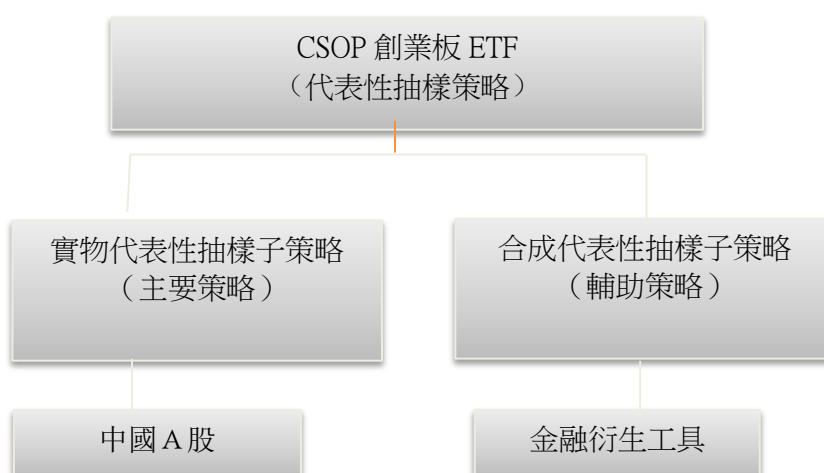 CSOP 創業板 ETF
（代表性抽樣策略）
實物代表性抽樣子策略
（主要策略）
合成代表性抽樣子策略
（輔助策略）
中國 A 股
金融衍生工具